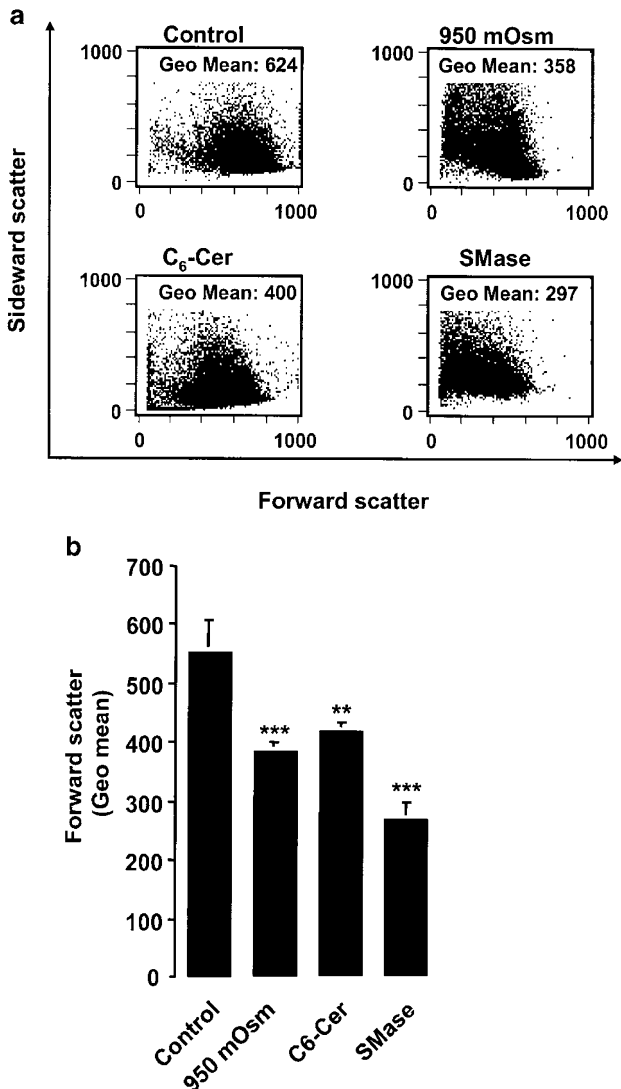 a
Control
Geo Mean: 624
1000
0
0
1000
950 mOsm
Geo Mean: 358
1000
0
0
1000
C₆-Cer
Geo Mean: 400
1000
0
0
1000
SMase
Geo Mean: 297
1000
0
0
1000
Sideward scatter
Forward scatter
b
700
600
500
400
300
200
100
0
Forward scatter
(Geo mean)
***
**
***
Control
950 mOsm
C6-Cer
SMase